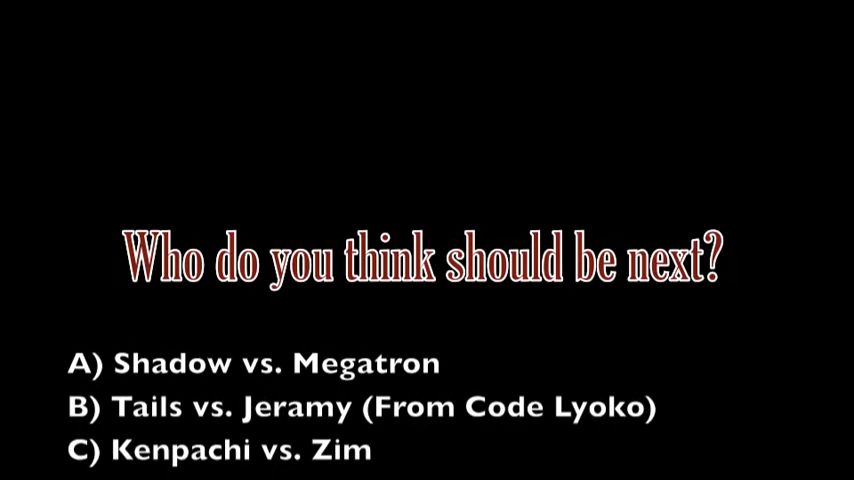 Who do you think should be next?
A) Shadow vs. Megatron
B) Tails vs. Jeramy (From Code Lyoko)
C) Kenpachi vs. Zim